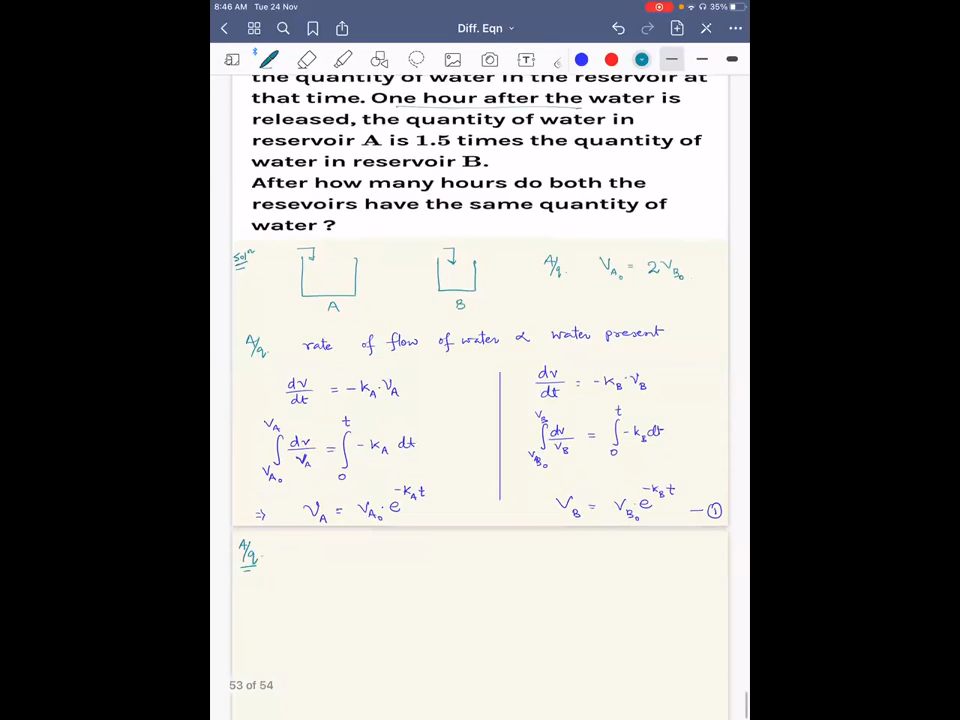 8:46 AM Tue 24 Nov
35%
Diff. Eqn
the quantity of water in the reservoir at
that time. One hour after the water is
released, the quantity of water in
reservoir A is 1.5 times the quantity of
water in reservoir B.
After how many hours do both the
resevoirs have the same quantity of
water ?
Solⁿ
A
B
A/q. V_A₀ = 2V_B₀
A/q. rate of flow of water ∝ water present
dv/dt = -k_A·V_A
dv/dt = -k_B·V_B
∫_{V_A₀}^{V_A} dv/V_A = ∫_0^t -k_A dt
∫_{V_B₀}^{V_B} dv/V_B = ∫_0^t -k_B dt
⇒ V_A = V_A₀·e^{-k_A t}
V_B = V_B₀·e^{-k_B t} —①
A/q.
53 of 54